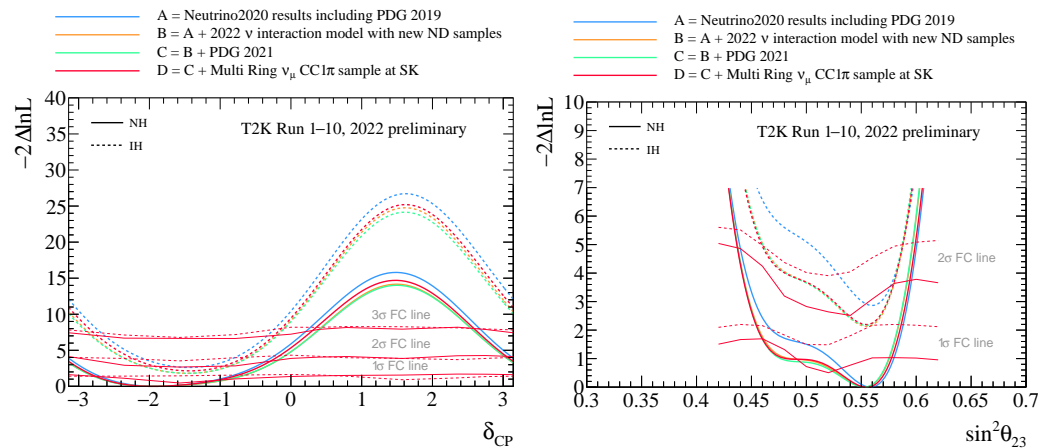 A = Neutrino2020 results including PDG 2019
B = A + 2022 ν interaction model with new ND samples
C = B + PDG 2021
D = C + Multi Ring νμ CC1π sample at SK
−2ΔlnL
40
35
30
25
20
15
10
5
0
NH
IH
T2K Run 1–10, 2022 preliminary
3σ FC line
2σ FC line
1σ FC line
−3 −2 −1 0 1 2 3
δCP
A = Neutrino2020 results including PDG 2019
B = A + 2022 ν interaction model with new ND samples
C = B + PDG 2021
D = C + Multi Ring νμ CC1π sample at SK
−2ΔlnL
10
9
8
7
6
5
4
3
2
1
0
NH
IH
T2K Run 1–10, 2022 preliminary
2σ FC line
1σ FC line
0.3 0.35 0.4 0.45 0.5 0.55 0.6 0.65 0.7
sin²θ23